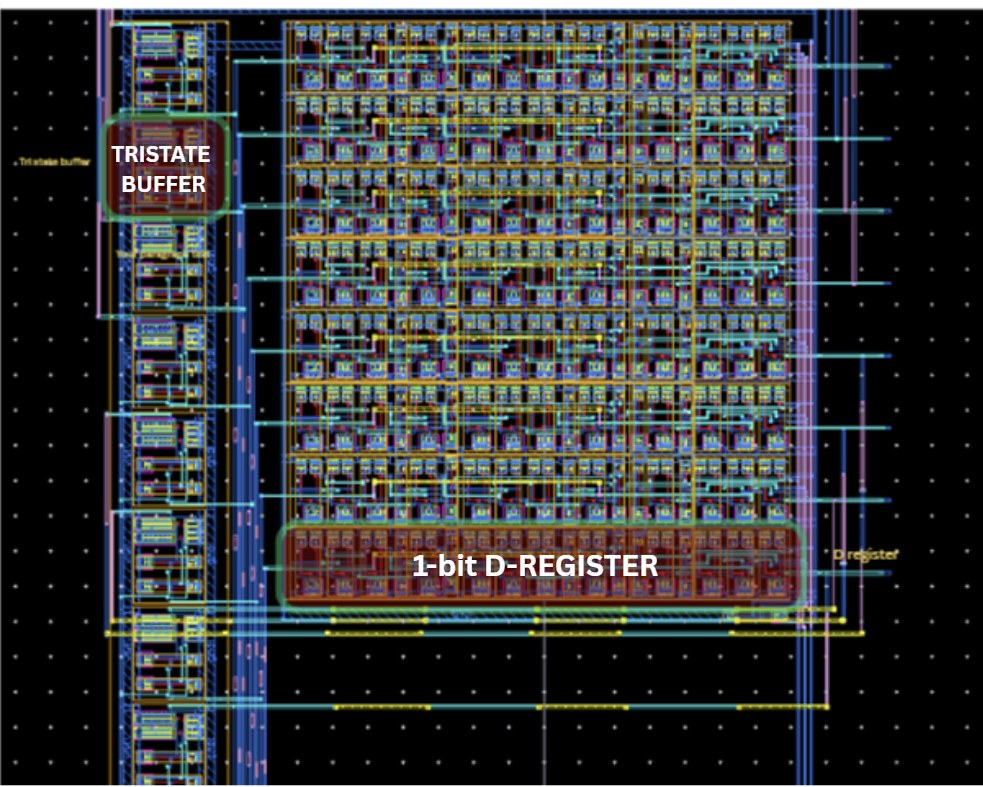 TRISTATE
BUFFER
Tristate buffer
1-bit D-REGISTER
D register